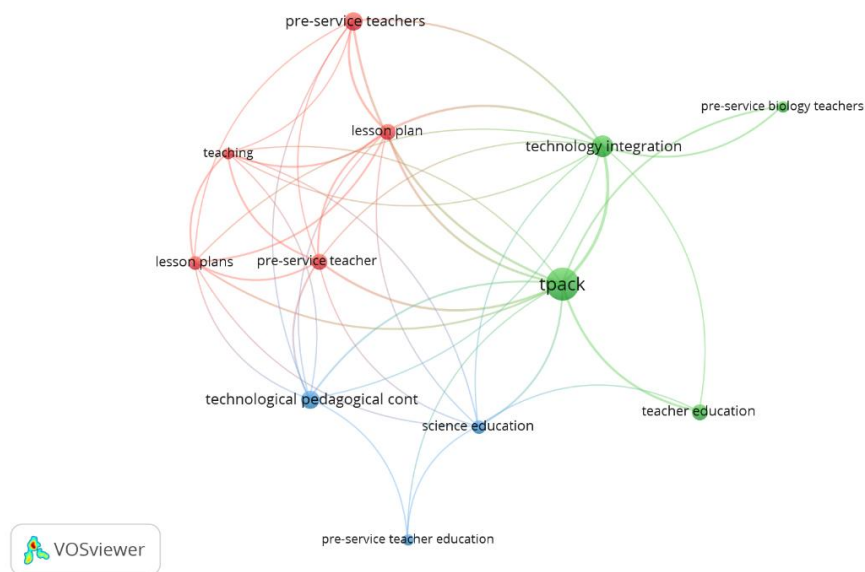 pre-service teachers
pre-service biology teachers
lesson plan
technology integration
teaching
lesson plans
pre-service teacher
tpack
technological pedagogical cont
teacher education
science education
pre-service teacher education
VOSviewer